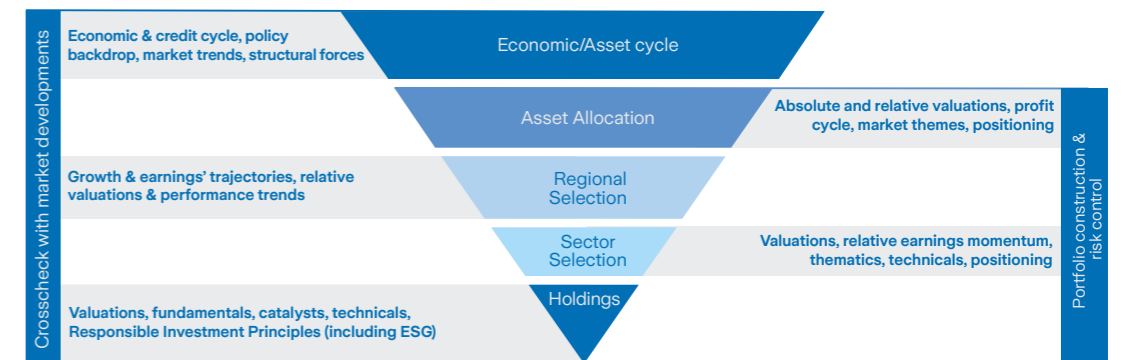 Crosscheck with market developments
Economic & credit cycle, policy
backdrop, market trends, structural forces
Economic/Asset cycle
Asset Allocation
Absolute and relative valuations, profit
cycle, market themes, positioning
Growth & earnings’ trajectories, relative
valuations & performance trends
Regional
Selection
Sector
Selection
Valuations, relative earnings momentum,
thematics, technicals, positioning
Holdings
Valuations, fundamentals, catalysts, technicals,
Responsible Investment Principles (including ESG)
Portfolio construction &
risk control